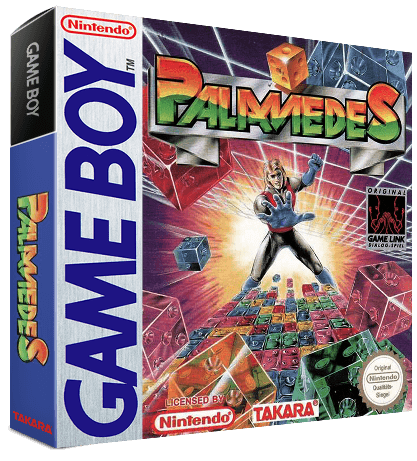 GAME BOY
PALAMEDES
TAKARA
Nintendo
GAME BOY
TM
PALAMEDES
ORIGINAL
GAME LINK
DIALOG-SPIEL
LICENSED BY
Nintendo
TAKARA
Original
Nintendo
Qualitäts-
Siegel